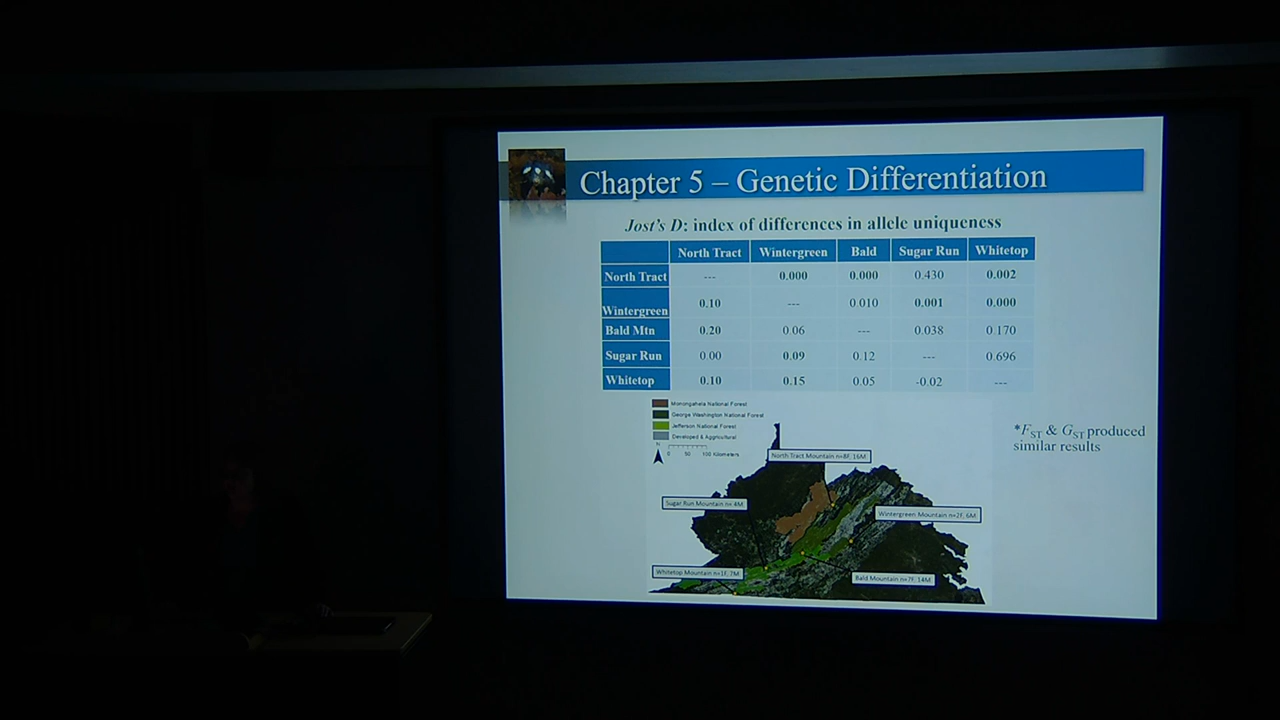 Chapter 5 – Genetic Differentiation
Jost's D: index of differences in allele uniqueness
North Tract Wintergreen Bald Sugar Run Whitetop
North Tract --- 0.000 0.000 0.430 0.002
Wintergreen 0.10 --- 0.010 0.001 0.000
Bald Mtn 0.20 0.06 --- 0.038 0.170
Sugar Run 0.00 0.09 0.12 --- 0.696
Whitetop 0.10 0.15 0.05 -0.02 ---
Monongahela National Forest
George Washington National Forest
Jefferson National Forest
Developed & Aggricultural
N
0 50 100 Kilometers
*FST & GST produced
similar results
North Tract Mountain n=8F, 16M
Sugar Run Mountain n= 4M
Wintergreen Mountain n=2F, 6M
Whitetop Mountain n=1F, 7M
Bald Mountain n=7F, 14M